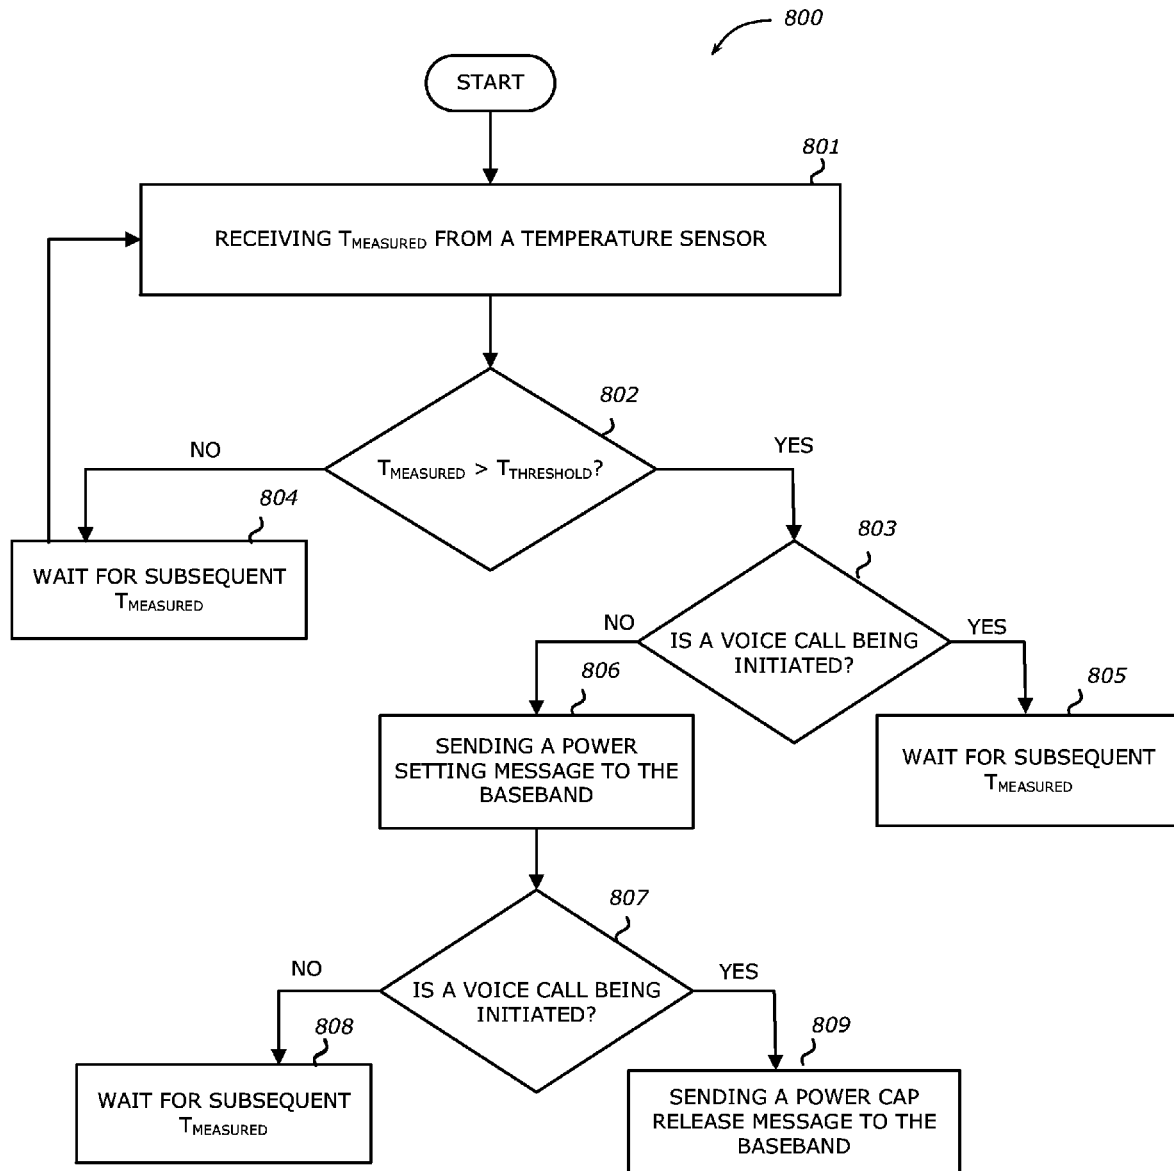 800
START
801
RECEIVING TMEASURED FROM A TEMPERATURE SENSOR
802
NO
YES
TMEASURED > TTHRESHOLD?
804
803
WAIT FOR SUBSEQUENT
TMEASURED
NO
YES
IS A VOICE CALL BEING
INITIATED?
806
805
SENDING A POWER
SETTING MESSAGE TO THE
BASEBAND
WAIT FOR SUBSEQUENT
TMEASURED
807
NO
YES
IS A VOICE CALL BEING
INITIATED?
808
809
WAIT FOR SUBSEQUENT
TMEASURED
SENDING A POWER CAP
RELEASE MESSAGE TO THE
BASEBAND